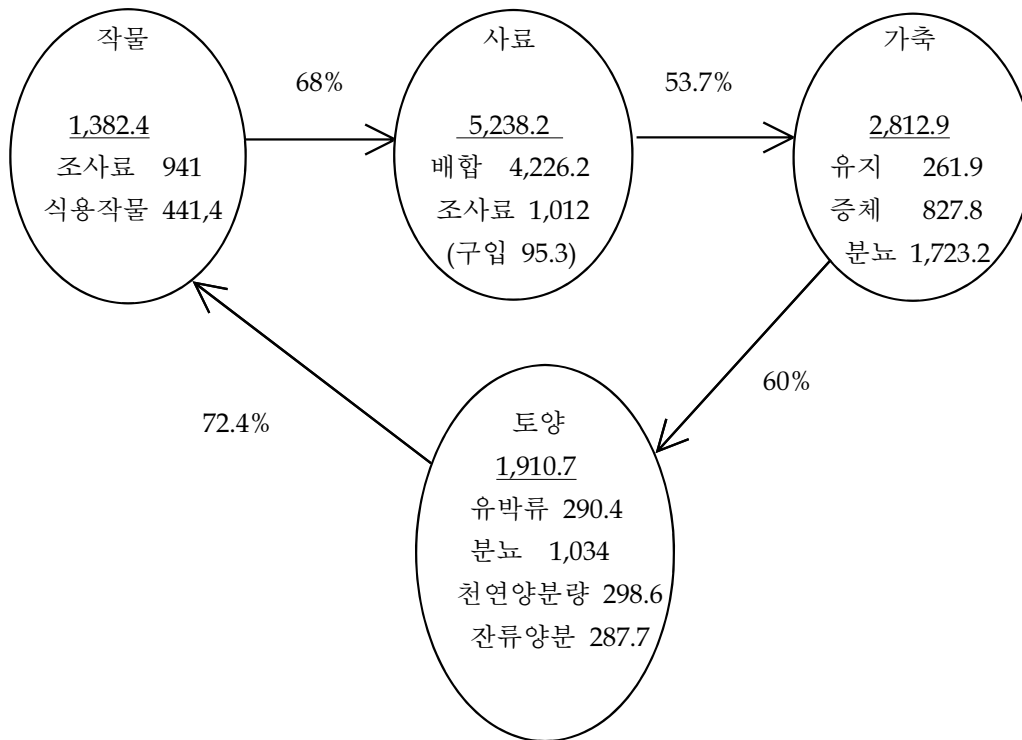 작물
1,382.4
조사료 941
식용작물 441,4
68%
사료
5,238.2
배합 4,226.2
조사료 1,012
(구입 95.3)
53.7%
가축
2,812.9
유지 261.9
증체 827.8
분뇨 1,723.2
60%
토양
1,910.7
유박류 290.4
분뇨 1,034
천연양분량 298.6
잔류양분 287.7
72.4%